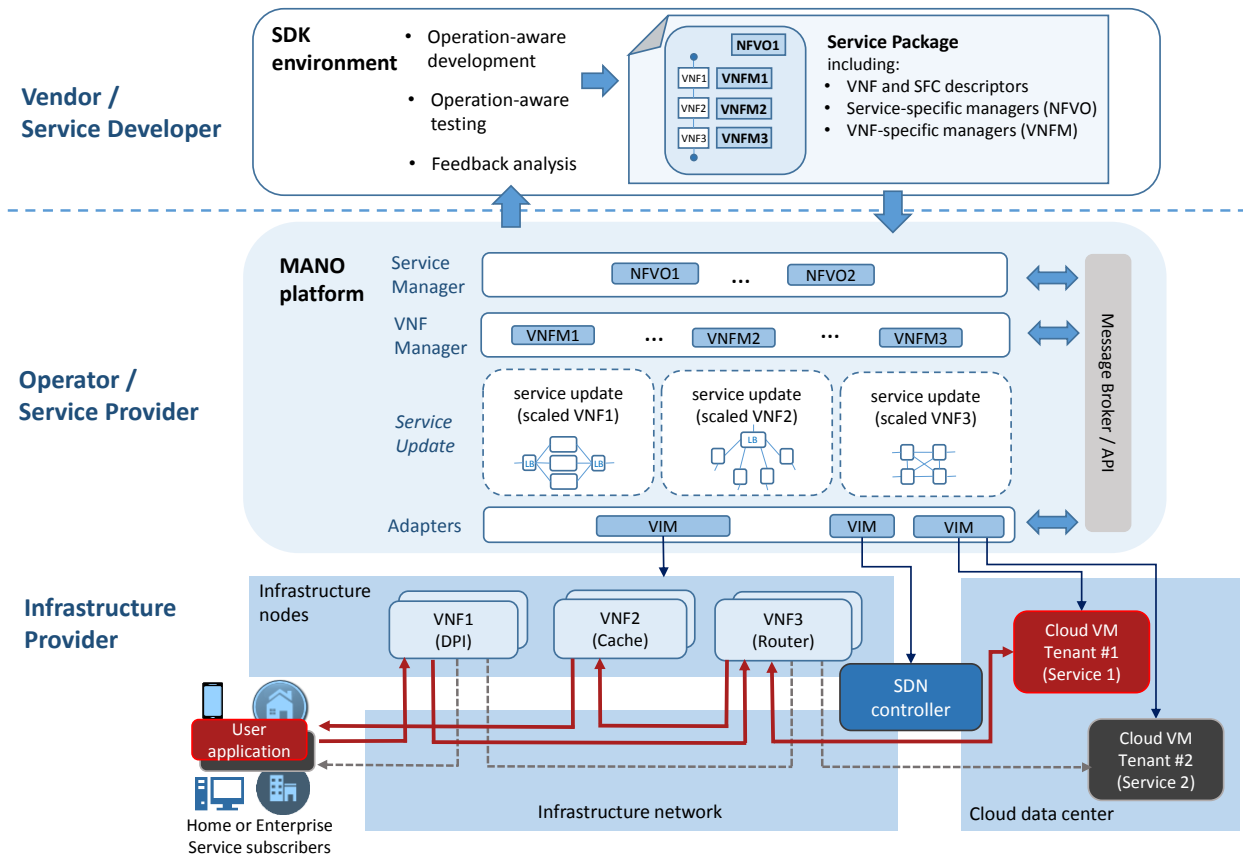 SDK
environment
• Operation-aware
development
• Operation-aware
testing
• Feedback analysis
NFVO1
VNF1
VNFM1
VNF2
VNFM2
VNF3
VNFM3
Service Package
including:
• VNF and SFC descriptors
• Service-specific managers (NFVO)
• VNF-specific managers (VNFM)
Vendor /
Service Developer
MANO
platform
Service
Manager
NFVO1
...
NFVO2
VNF
Manager
VNFM1
...
VNFM2
...
VNFM3
Message Broker / API
Operator /
Service Provider
Service
Update
service update
(scaled VNF1)
LB
LB
service update
(scaled VNF2)
LB
service update
(scaled VNF3)
Adapters
VIM
VIM
VIM
Infrastructure
Provider
Infrastructure
nodes
VNF1
(DPI)
VNF2
(Cache)
VNF3
(Router)
SDN
controller
Cloud VM
Tenant #1
(Service 1)
Cloud VM
Tenant #2
(Service 2)
User
application
Infrastructure network
Cloud data center
Home or Enterprise
Service subscribers